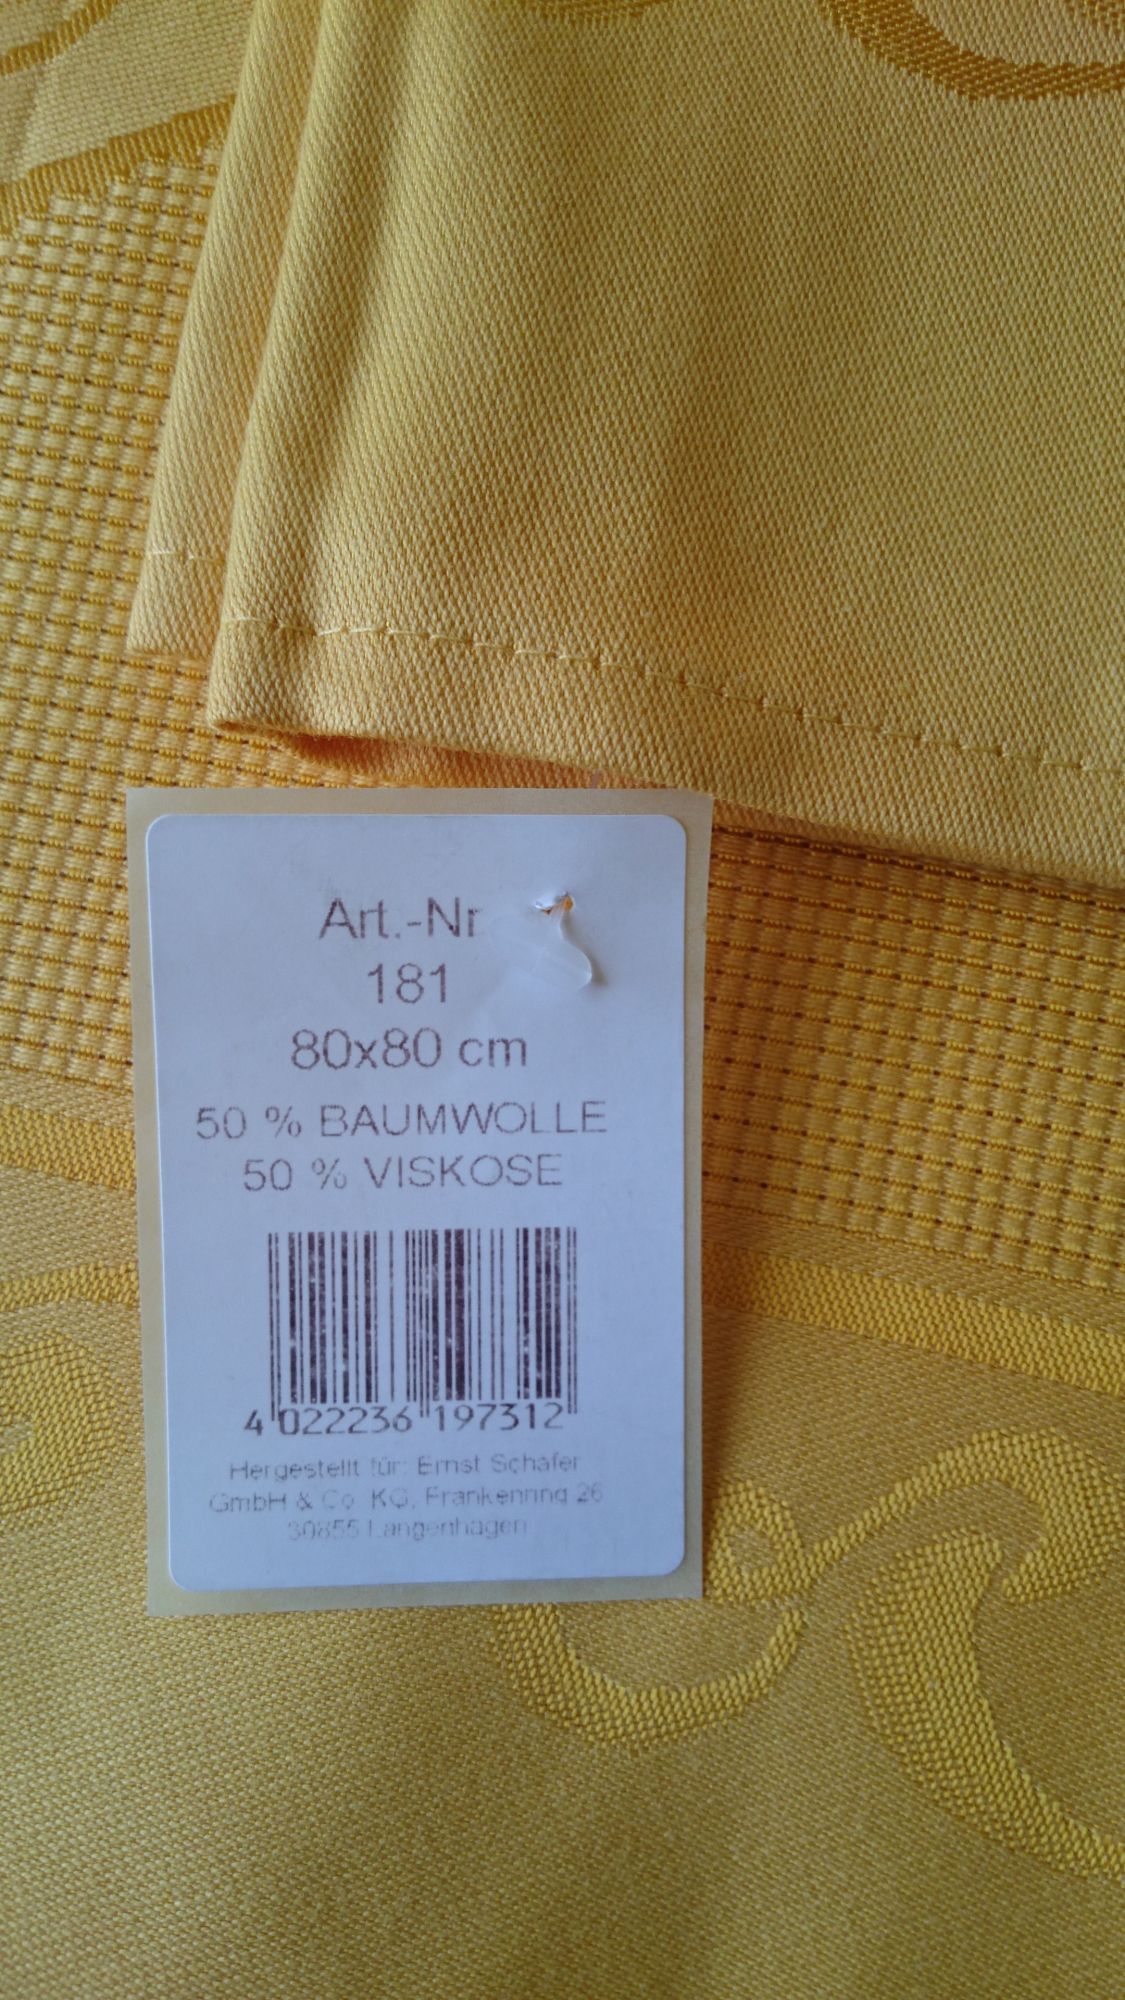 Art.-Nr
181
80x80 cm
50 % BAUMWOLLE
50 % VISKOSE
4 022236 197312
Hergestellt für: Ernst Schäfer
GmbH & Co. KG, Frankenring 26
30855 Langenhagen